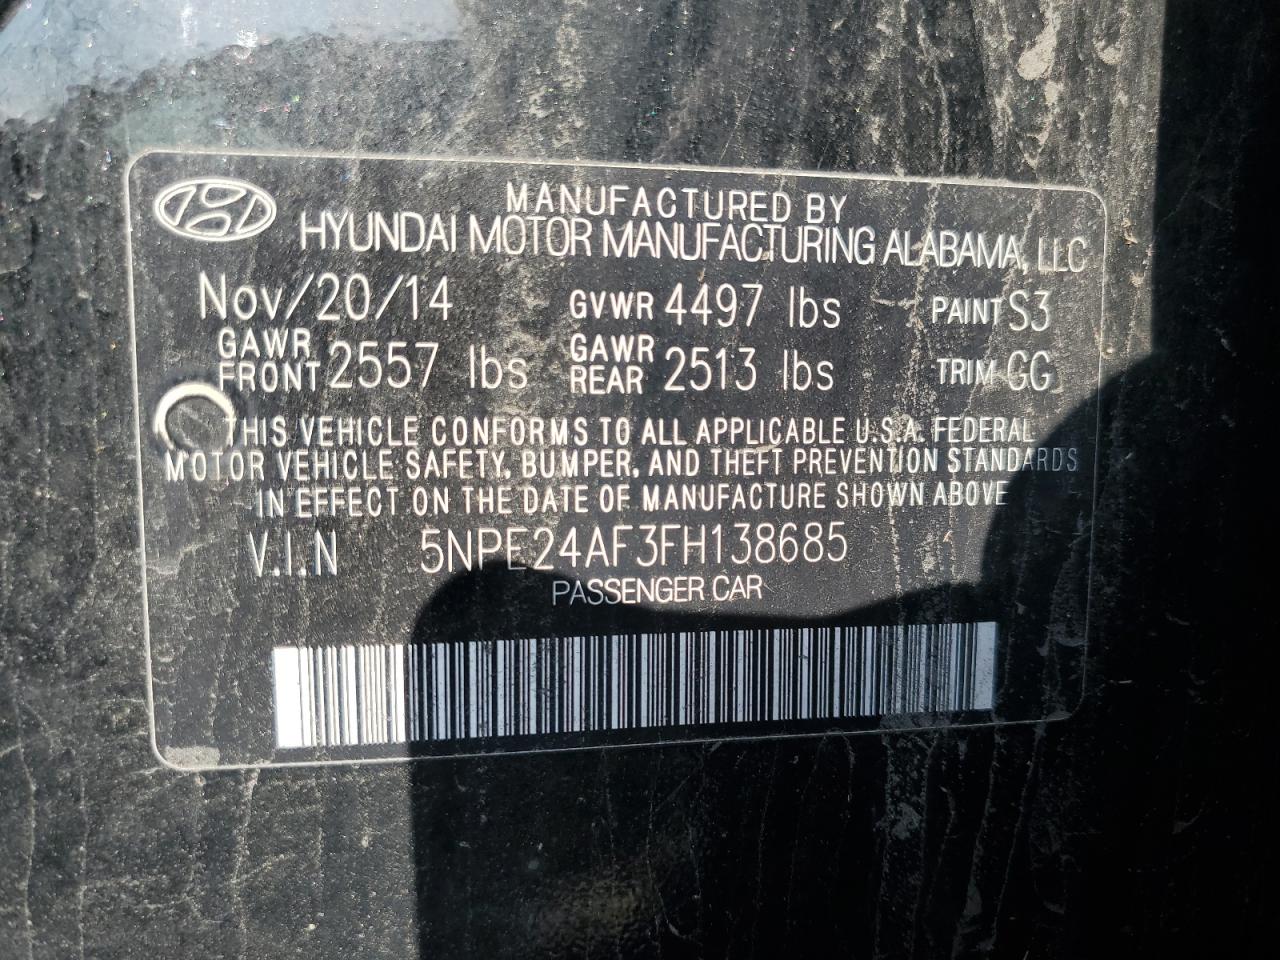 MANUFACTURED BY
HYUNDAI MOTOR MANUFACTURING ALABAMA, LLC
Nov/20/14 GVWR 4497 lbs PAINT S3
GAWR FRONT 2557 lbs GAWR REAR 2513 lbs TRIM GG
THIS VEHICLE CONFORMS TO ALL APPLICABLE U.S.A. FEDERAL
MOTOR VEHICLE SAFETY, BUMPER, AND THEFT PREVENTION STANDARDS
IN EFFECT ON THE DATE OF MANUFACTURE SHOWN ABOVE
V.I.N 5NPE24AF3FH138685
PASSENGER CAR